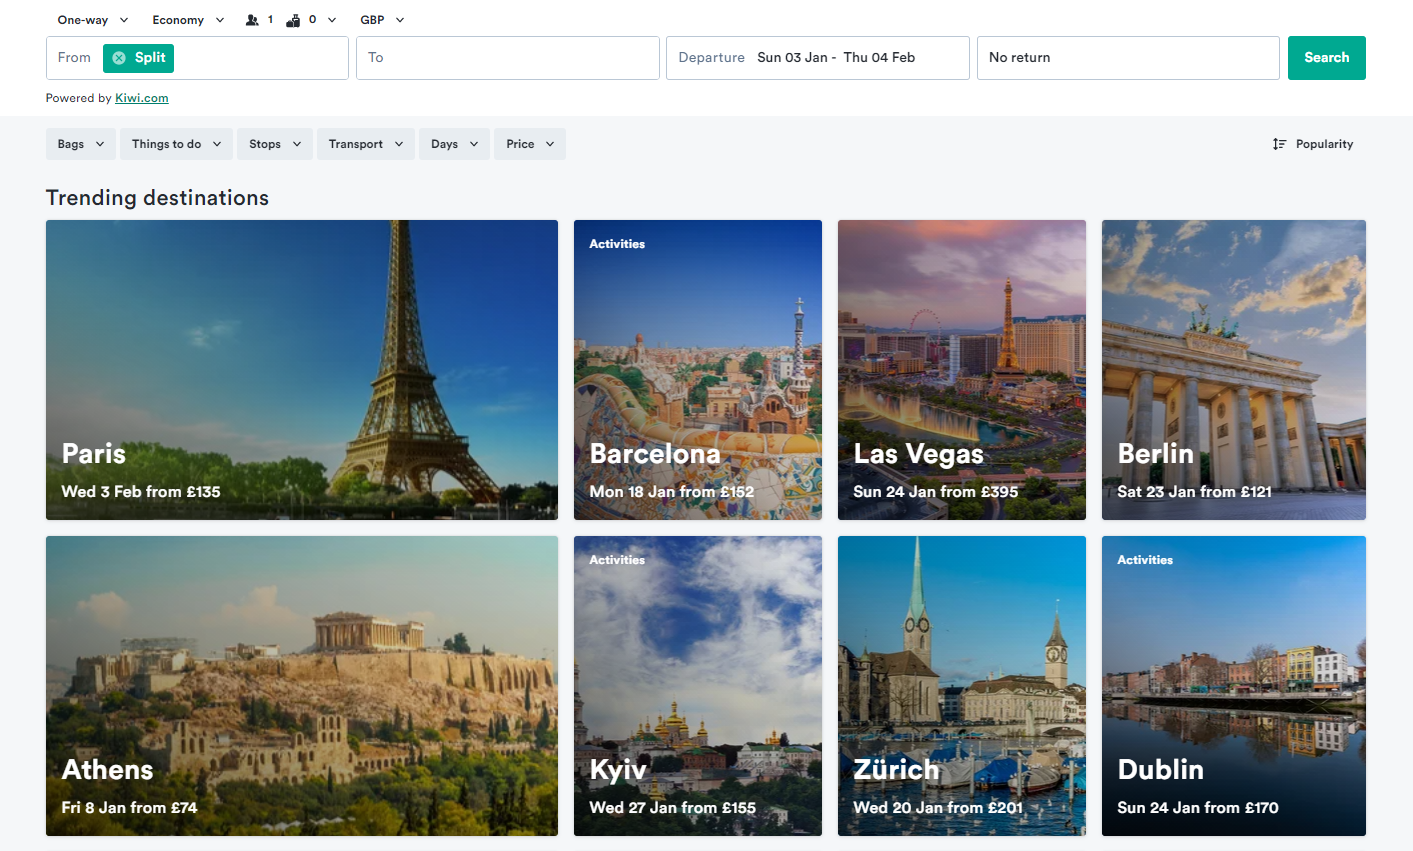 One-way Economy 1 0 GBP
From Split To Departure Sun 03 Jan - Thu 04 Feb No return Search
Powered by Kiwi.com
Bags Things to do Stops Transport Days Price Popularity
Trending destinations
Paris
Wed 3 Feb from £135
Activities
Barcelona
Mon 18 Jan from £152
Las Vegas
Sun 24 Jan from £395
Berlin
Sat 23 Jan from £121
Athens
Fri 8 Jan from £74
Activities
Kyiv
Wed 27 Jan from £155
Zürich
Wed 20 Jan from £201
Activities
Dublin
Sun 24 Jan from £170